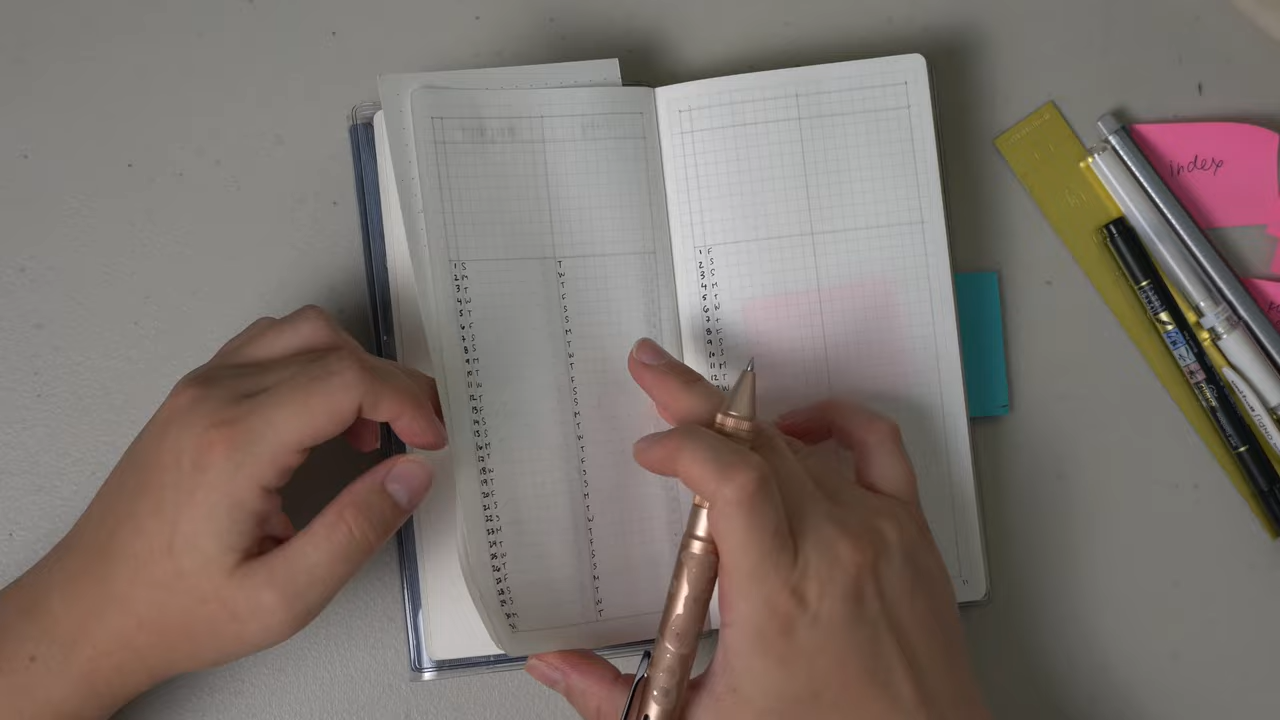 1 S T
2 M W
3 T T
4 W F
5 T S
6 F S
7 S M
8 S T
9 M W
10 T T
11 W F
12 T S
13 F S
14 S M
15 S T
16 M W
17 T T
18 W F
19 T S
20 F S
21 S M
22 S T
23 M W
24 T T
25 W F
26 T S
27 F S
28 S M
29 S T
30 M W
31 T
1 F
2 S
3 S
4 M
5 T
6 W
7 T
8 F
9 S
10 S
11 M
12 T
W
index